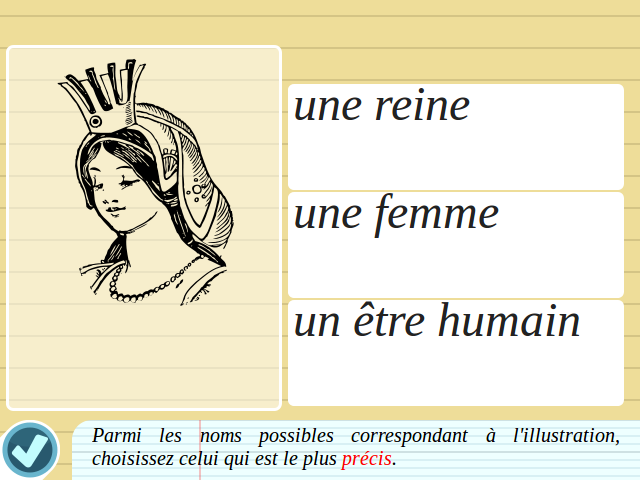 une reine
une femme
un être humain
Parmi les noms possibles correspondant à l'illustration,
choisissez celui qui est le plus précis.